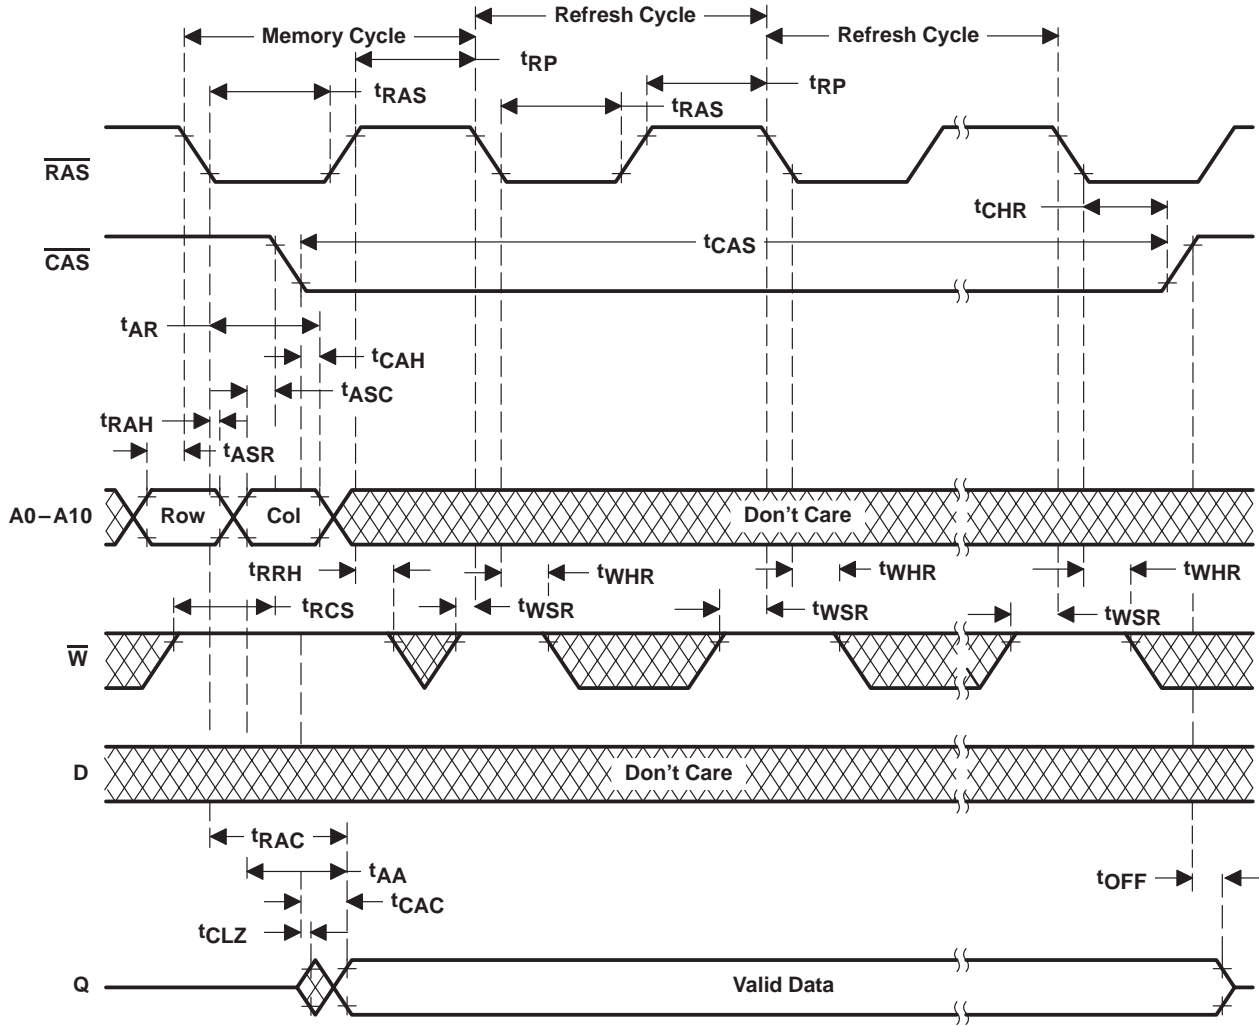 Refresh Cycle
Memory Cycle
Refresh Cycle
tRP
tRP
tRAS
tRAS
RAS
tCHR
CAS
tCAS
tAR
tCAH
tASC
tRAH
tASR
A0–A10
Row
Col
Don't Care
tRRH
tWHR
tWHR
tWHR
tRCS
tWSR
tWSR
tWSR
W
D
Don't Care
tRAC
tAA
tOFF
tCAC
tCLZ
Q
Valid Data